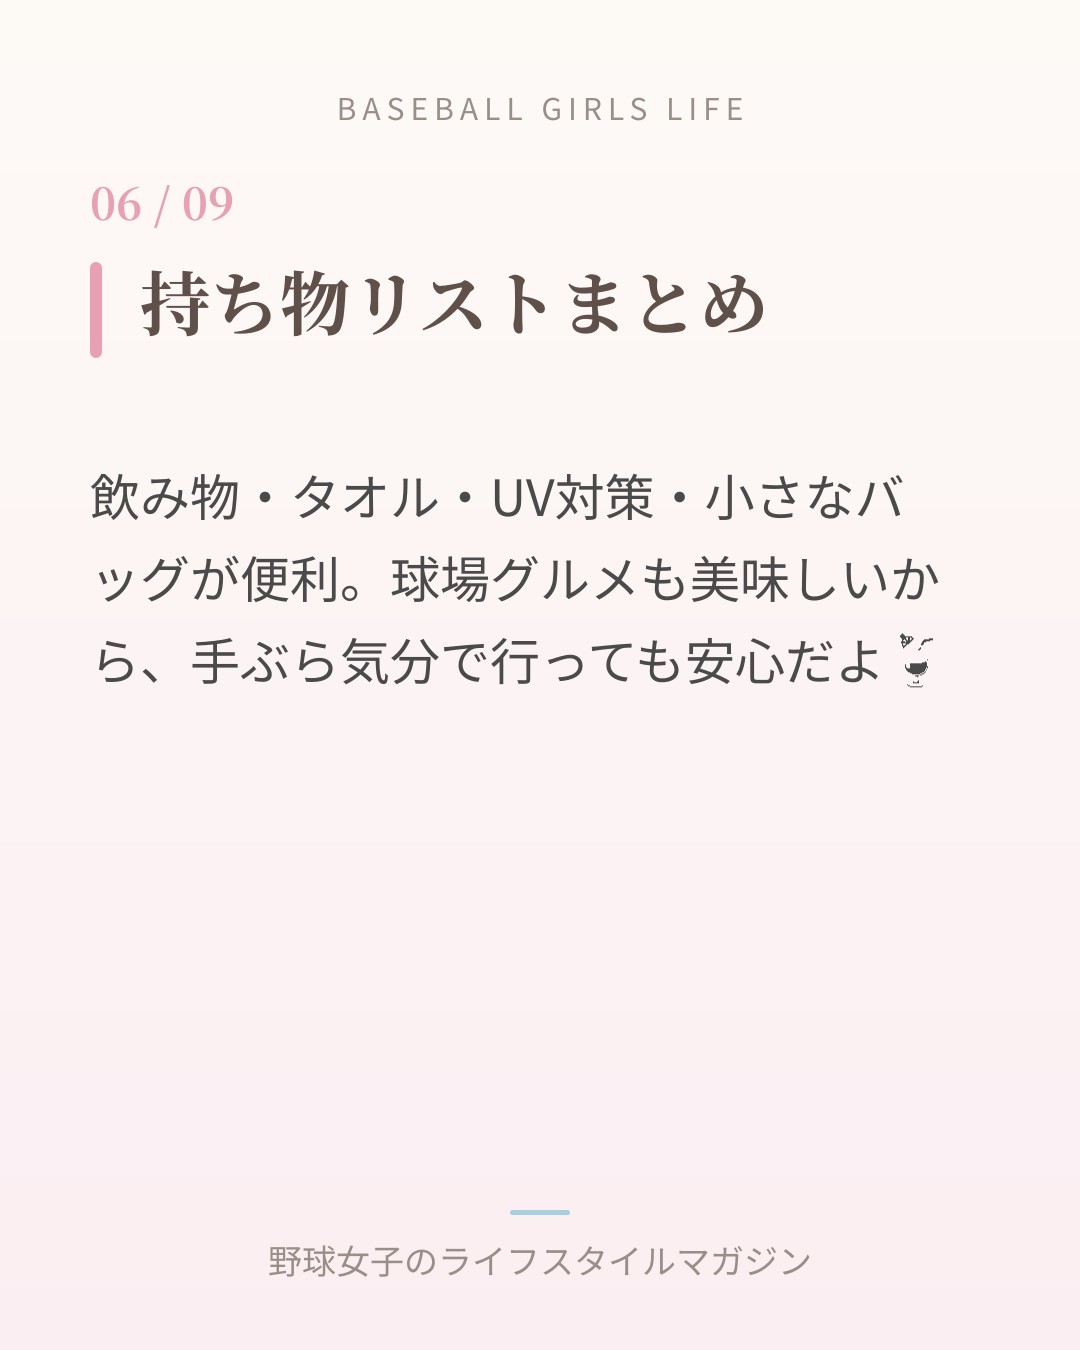 BASEBALL GIRLS LIFE
06 / 09
持ち物リストまとめ
飲み物・タオル・UV対策・小さなバ
ッグが便利。球場グルメも美味しいか
ら、手ぶら気分で行っても安心だよ🍹
野球女子のライフスタイルマガジン